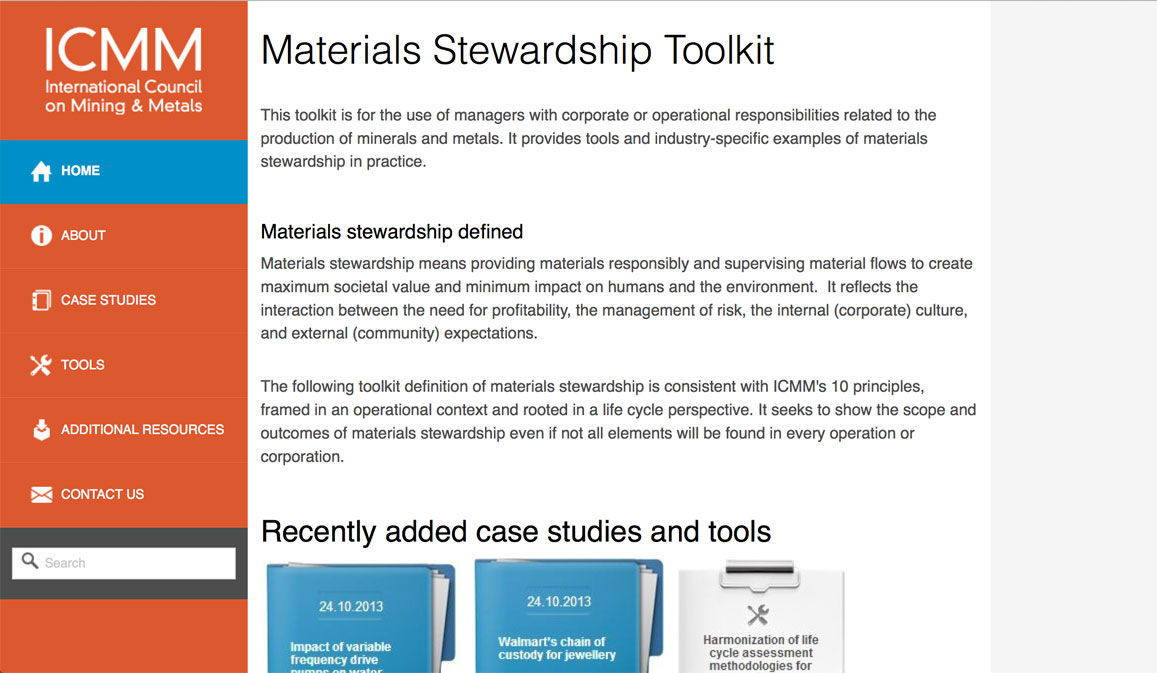 ICMM
International Council
on Mining & Metals
HOME
ABOUT
CASE STUDIES
TOOLS
ADDITIONAL RESOURCES
CONTACT US
Search
Materials Stewardship Toolkit
This toolkit is for the use of managers with corporate or operational responsibilities related to the
production of minerals and metals. It provides tools and industry-specific examples of materials
stewardship in practice.
Materials stewardship defined
Materials stewardship means providing materials responsibly and supervising material flows to create
maximum societal value and minimum impact on humans and the environment.  It reflects the
interaction between the need for profitability, the management of risk, the internal (corporate) culture,
and external (community) expectations.
The following toolkit definition of materials stewardship is consistent with ICMM's 10 principles,
framed in an operational context and rooted in a life cycle perspective. It seeks to show the scope and
outcomes of materials stewardship even if not all elements will be found in every operation or
corporation.
Recently added case studies and tools
24.10.2013
Impact of variable
frequency drive
pumps on water
24.10.2013
Walmart's chain of
custody for jewellery
Harmonization of life
cycle assessment
methodologies for